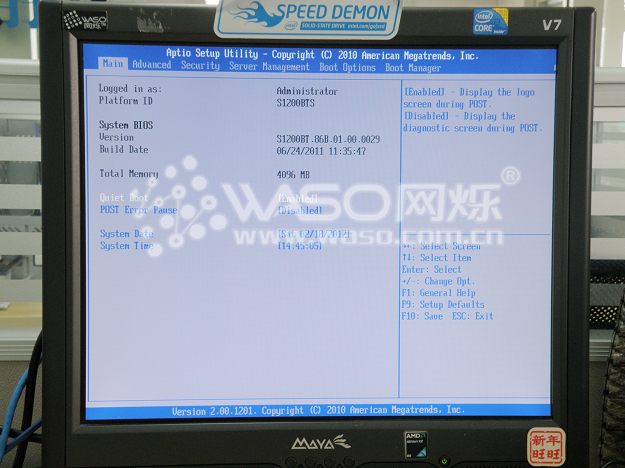 WASO 网烁
SPEED DEMON
SOLID-STATE DRIVE
intel
CORE
V7
Aptio Setup Utility - Copyright (C) 2010 American Megatrends, Inc.
Main Advanced Security Server Management Boot Options Boot Manager
Logged in as: Administrator
Platform ID S1200BTS
System BIOS
Version S1200BT.86B.01.00.0029
Build Date 06/24/2011 11:35:47
Total Memory 4096 MB
Quiet Boot [Enabled]
POST Error Pause [Disabled]
System Date [Sat 02/18/2012]
System Time [14:45:05]
[Enabled] - Display the logo
screen during POST.
[Disabled] - Display the
diagnostic screen during POST.
WASO网烁®
www.waso.com.cn
↔: Select Screen
↑↓: Select Item
Enter: Select
+/-: Change Opt.
F1: General Help
F9: Setup Defaults
F10: Save ESC: Exit
Version 2.00.1201. Copyright (C) 2010 American Megatrends, Inc.
MAYA
AMD
新年
旺旺